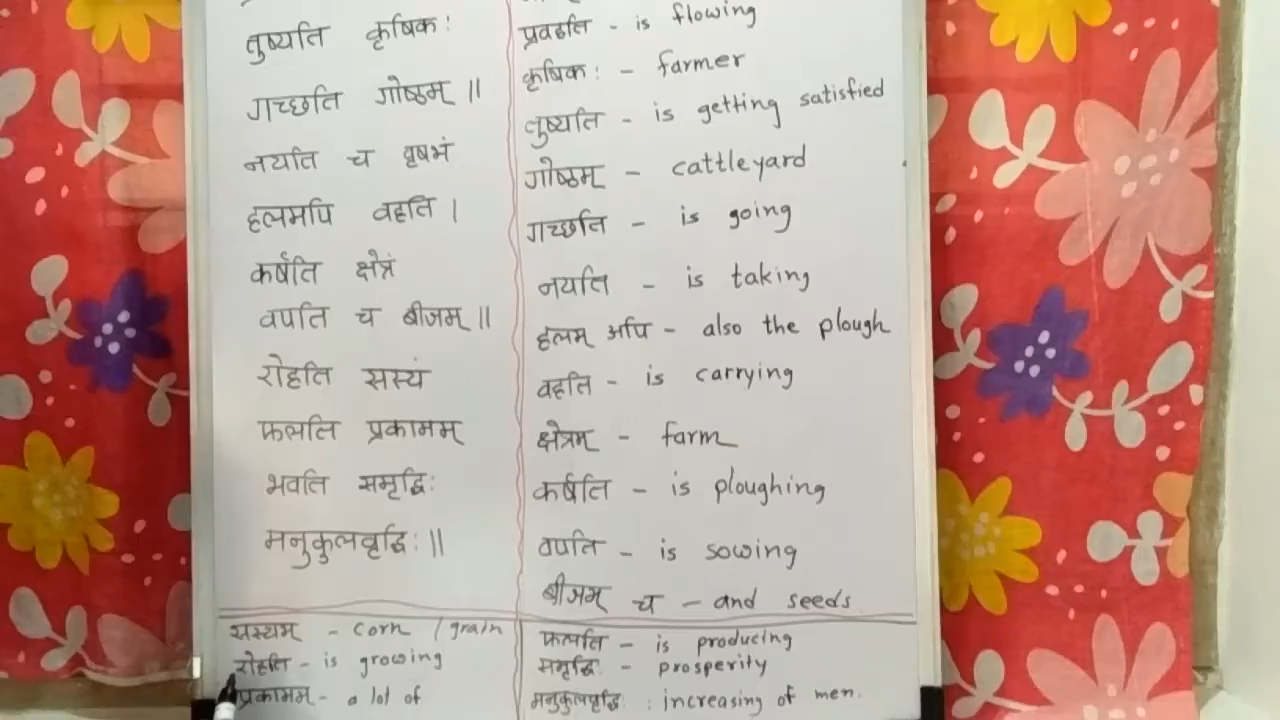 तुष्यति कृषिकः
गच्छति गोष्ठम् ||
नयति च वृषभं
हलमपि वहति |
कर्षति क्षेत्रं
वपति च बीजम् ||
रोहति सस्यं
फलति प्रकामम्
भवति समृद्धिः
मनुकुलवृद्धिः ||
प्रवहति - is flowing
कृषिकः - farmer
तुष्यति - is getting satisfied
गोष्ठम् - cattleyard
गच्छति - is going
नयति - is taking
हलम् अपि - also the plough
वहति - is carrying
क्षेत्रम् - farm
कर्षति - is ploughing
वपति - is sowing
बीजम् च - and seeds
सस्यम् - corn / grain
रोहति - is growing
प्रकामम् - a lot of
फलति - is producing
समृद्धिः - prosperity
मनुकुलवृद्धिः : increasing of men.